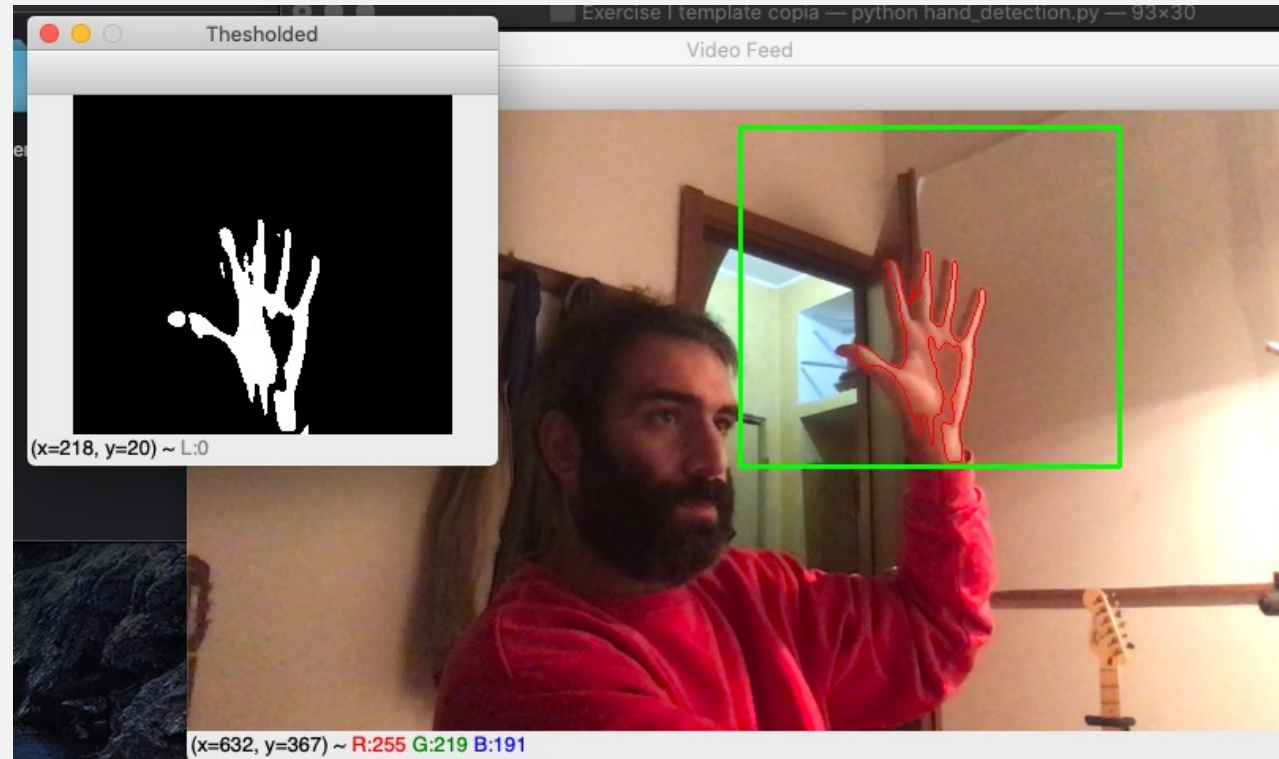 Exercise I template copia — python hand_detection.py — 93×30
Thesholded
Video Feed
er
(x=218, y=20) ~ L:0
(x=632, y=367) ~ R:255 G:219 B:191